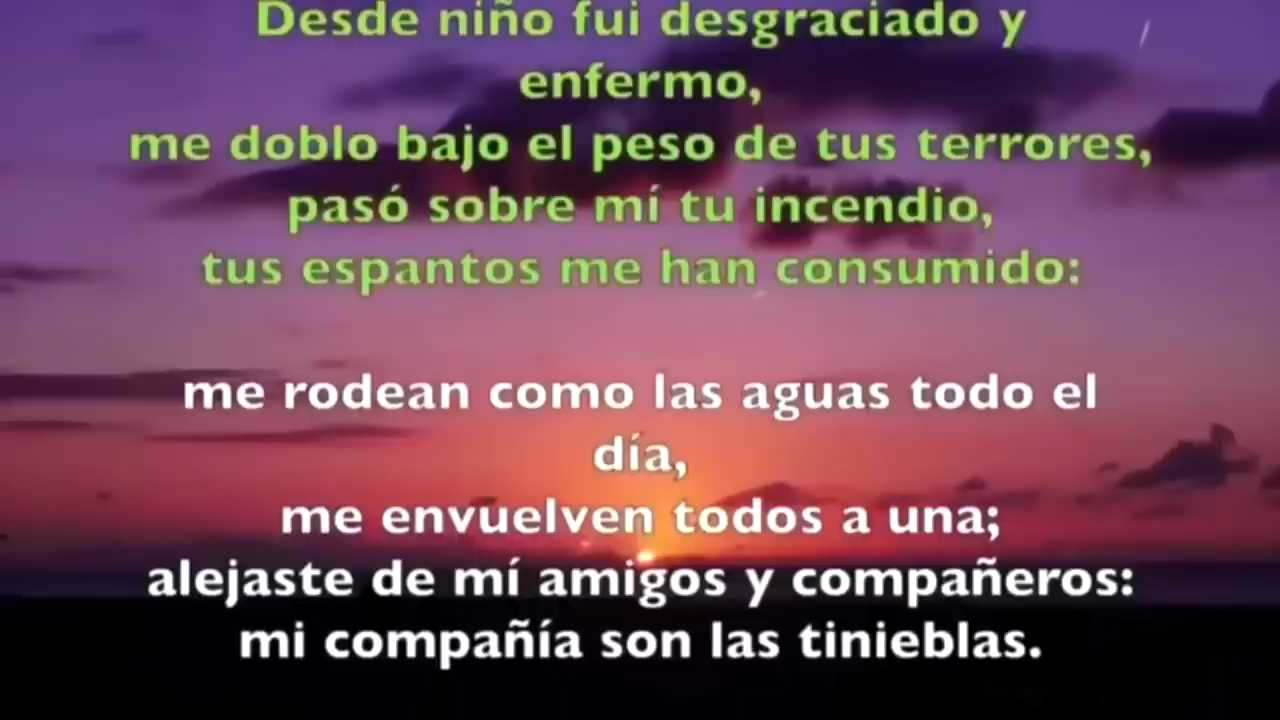 Desde niño fui desgraciado y
enfermo,
me doblo bajo el peso de tus terrores,
pasó sobre mí tu incendio,
tus espantos me han consumido:
me rodean como las aguas todo el
día,
me envuelven todos a una;
alejaste de mí amigos y compañeros:
mi compañía son las tinieblas.